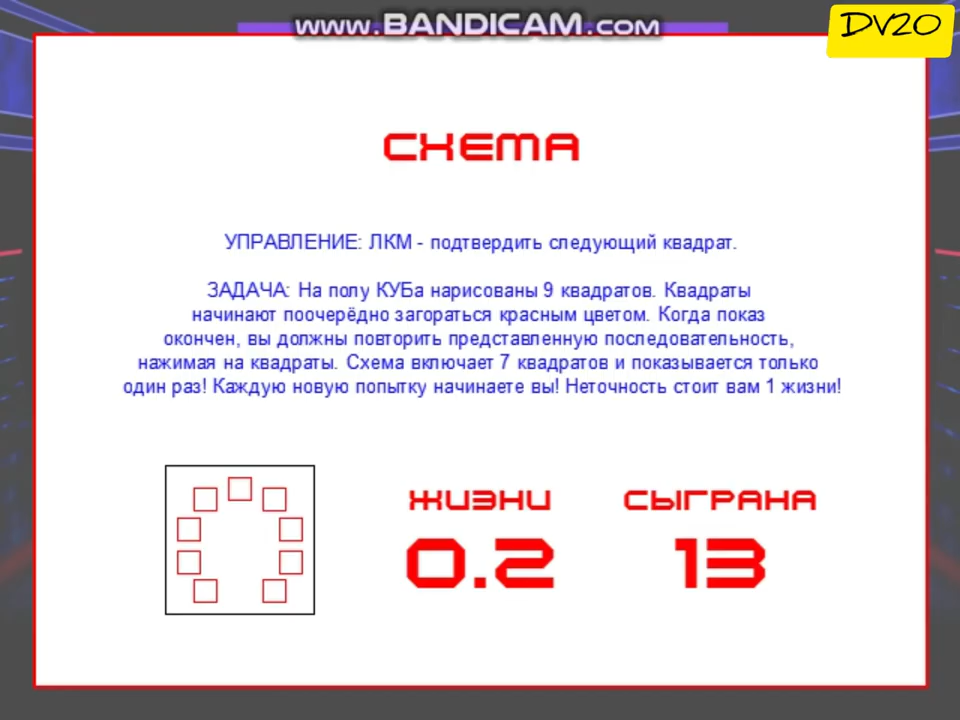 www.BANDICAM.com
DV20
СХЕМА
УПРАВЛЕНИЕ: ЛКМ - подтвердить следующий квадрат.
ЗАДАЧА: На полу КУБа нарисованы 9 квадратов. Квадраты
начинают поочерёдно загораться красным цветом. Когда показ
окончен, вы должны повторить представленную последовательность,
нажимая на квадраты. Схема включает 7 квадратов и показывается только
один раз! Каждую новую попытку начинаете вы! Неточность стоит вам 1 жизни!
ЖИЗНИ СЫГРАНА
0.2 13